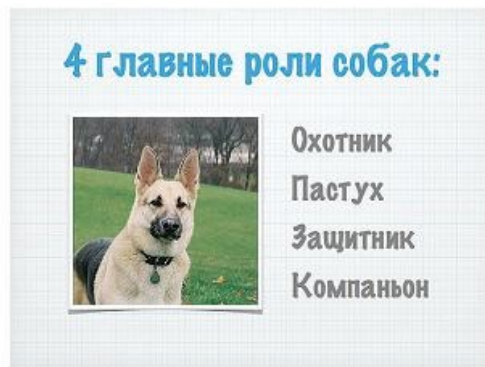 4 главные роли собак:
Охотник
Пастух
Защитник
Компаньон